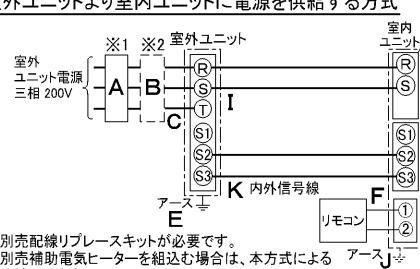 外ユニットより室内ユニットに電源を供給する方式
※1 ※2 室外ユニット 室内ユニット
室外
ユニット電源
三相 200V
A
B
C
R
S
T
S1
S2
S3
I
R
S
S1
S2
S3
K 内外信号線
アース
E
F
リモコン
①
②
アース J
別売配線リプレースキットが必要です。
別売補助電気ヒーターを組込む場合は、本方式による